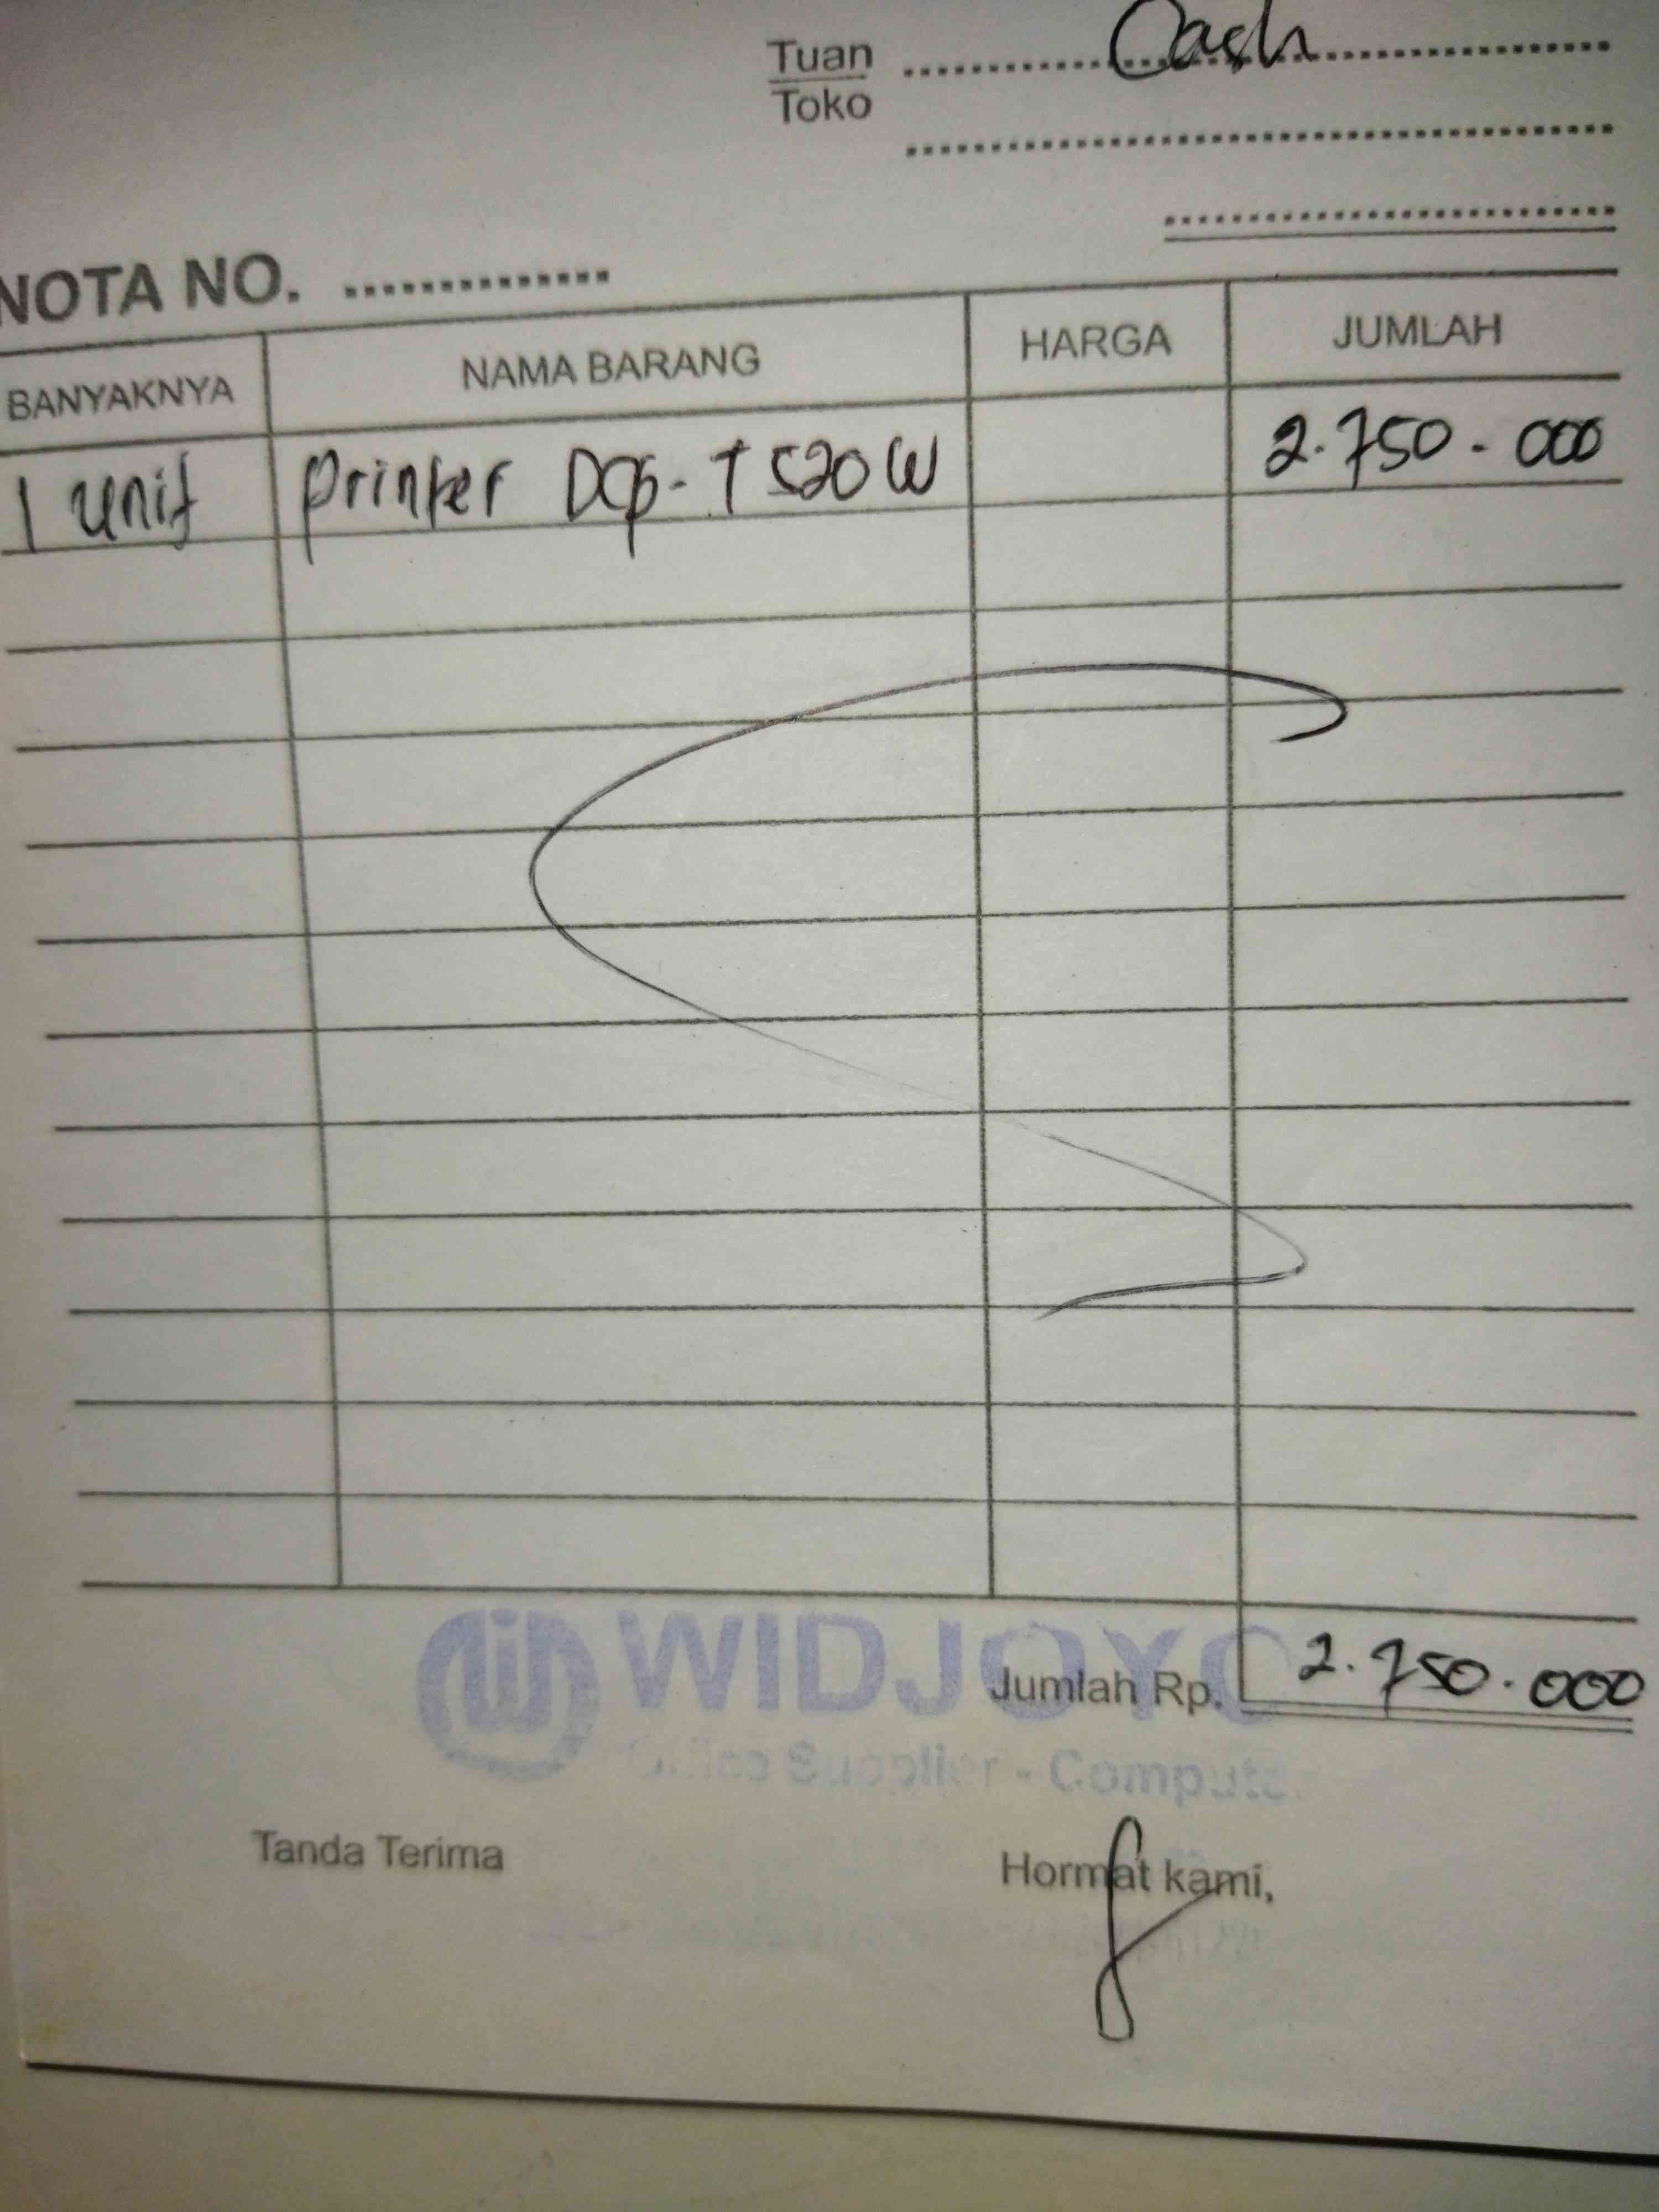 Tuan Cash
Toko
NOTA NO.
BANYAKNYA NAMA BARANG HARGA JUMLAH
1 Unit Printer DCP-T520W 2.750.000
WIDJOYO
Jumlah Rp. 2.750.000
Office Supplier - Compute
Tanda Terima Hormat kami,